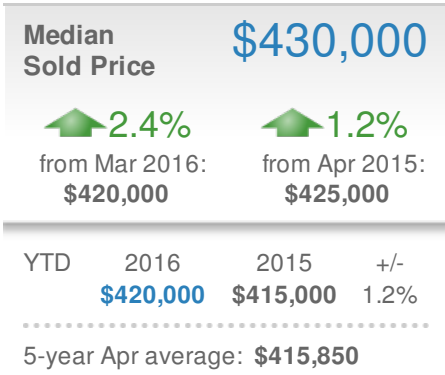 Median $430,000
Sold Price
2.4% 1.2%
from Mar 2016: from Apr 2015:
$420,000 $425,000
YTD 2016 2015 +/-
$420,000 $415,000 1.2%
5-year Apr average: $415,850